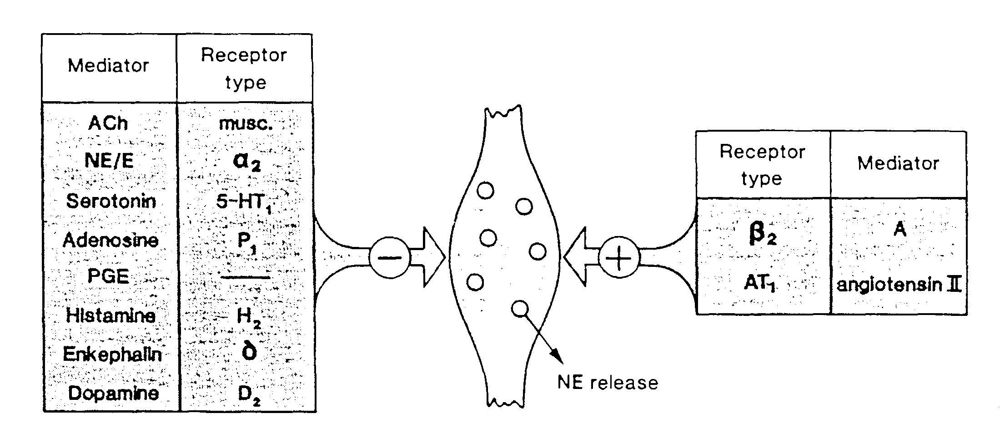 Mediator Receptor type
ACh musc.
NE/E α₂
Serotonin 5-HT₁
Adenosine P₁
PGE —
Histamine H₂
Enkephalin δ
Dopamine D₂
−
+
NE release
Receptor type Mediator
β₂ A
AT₁ angiotensin II